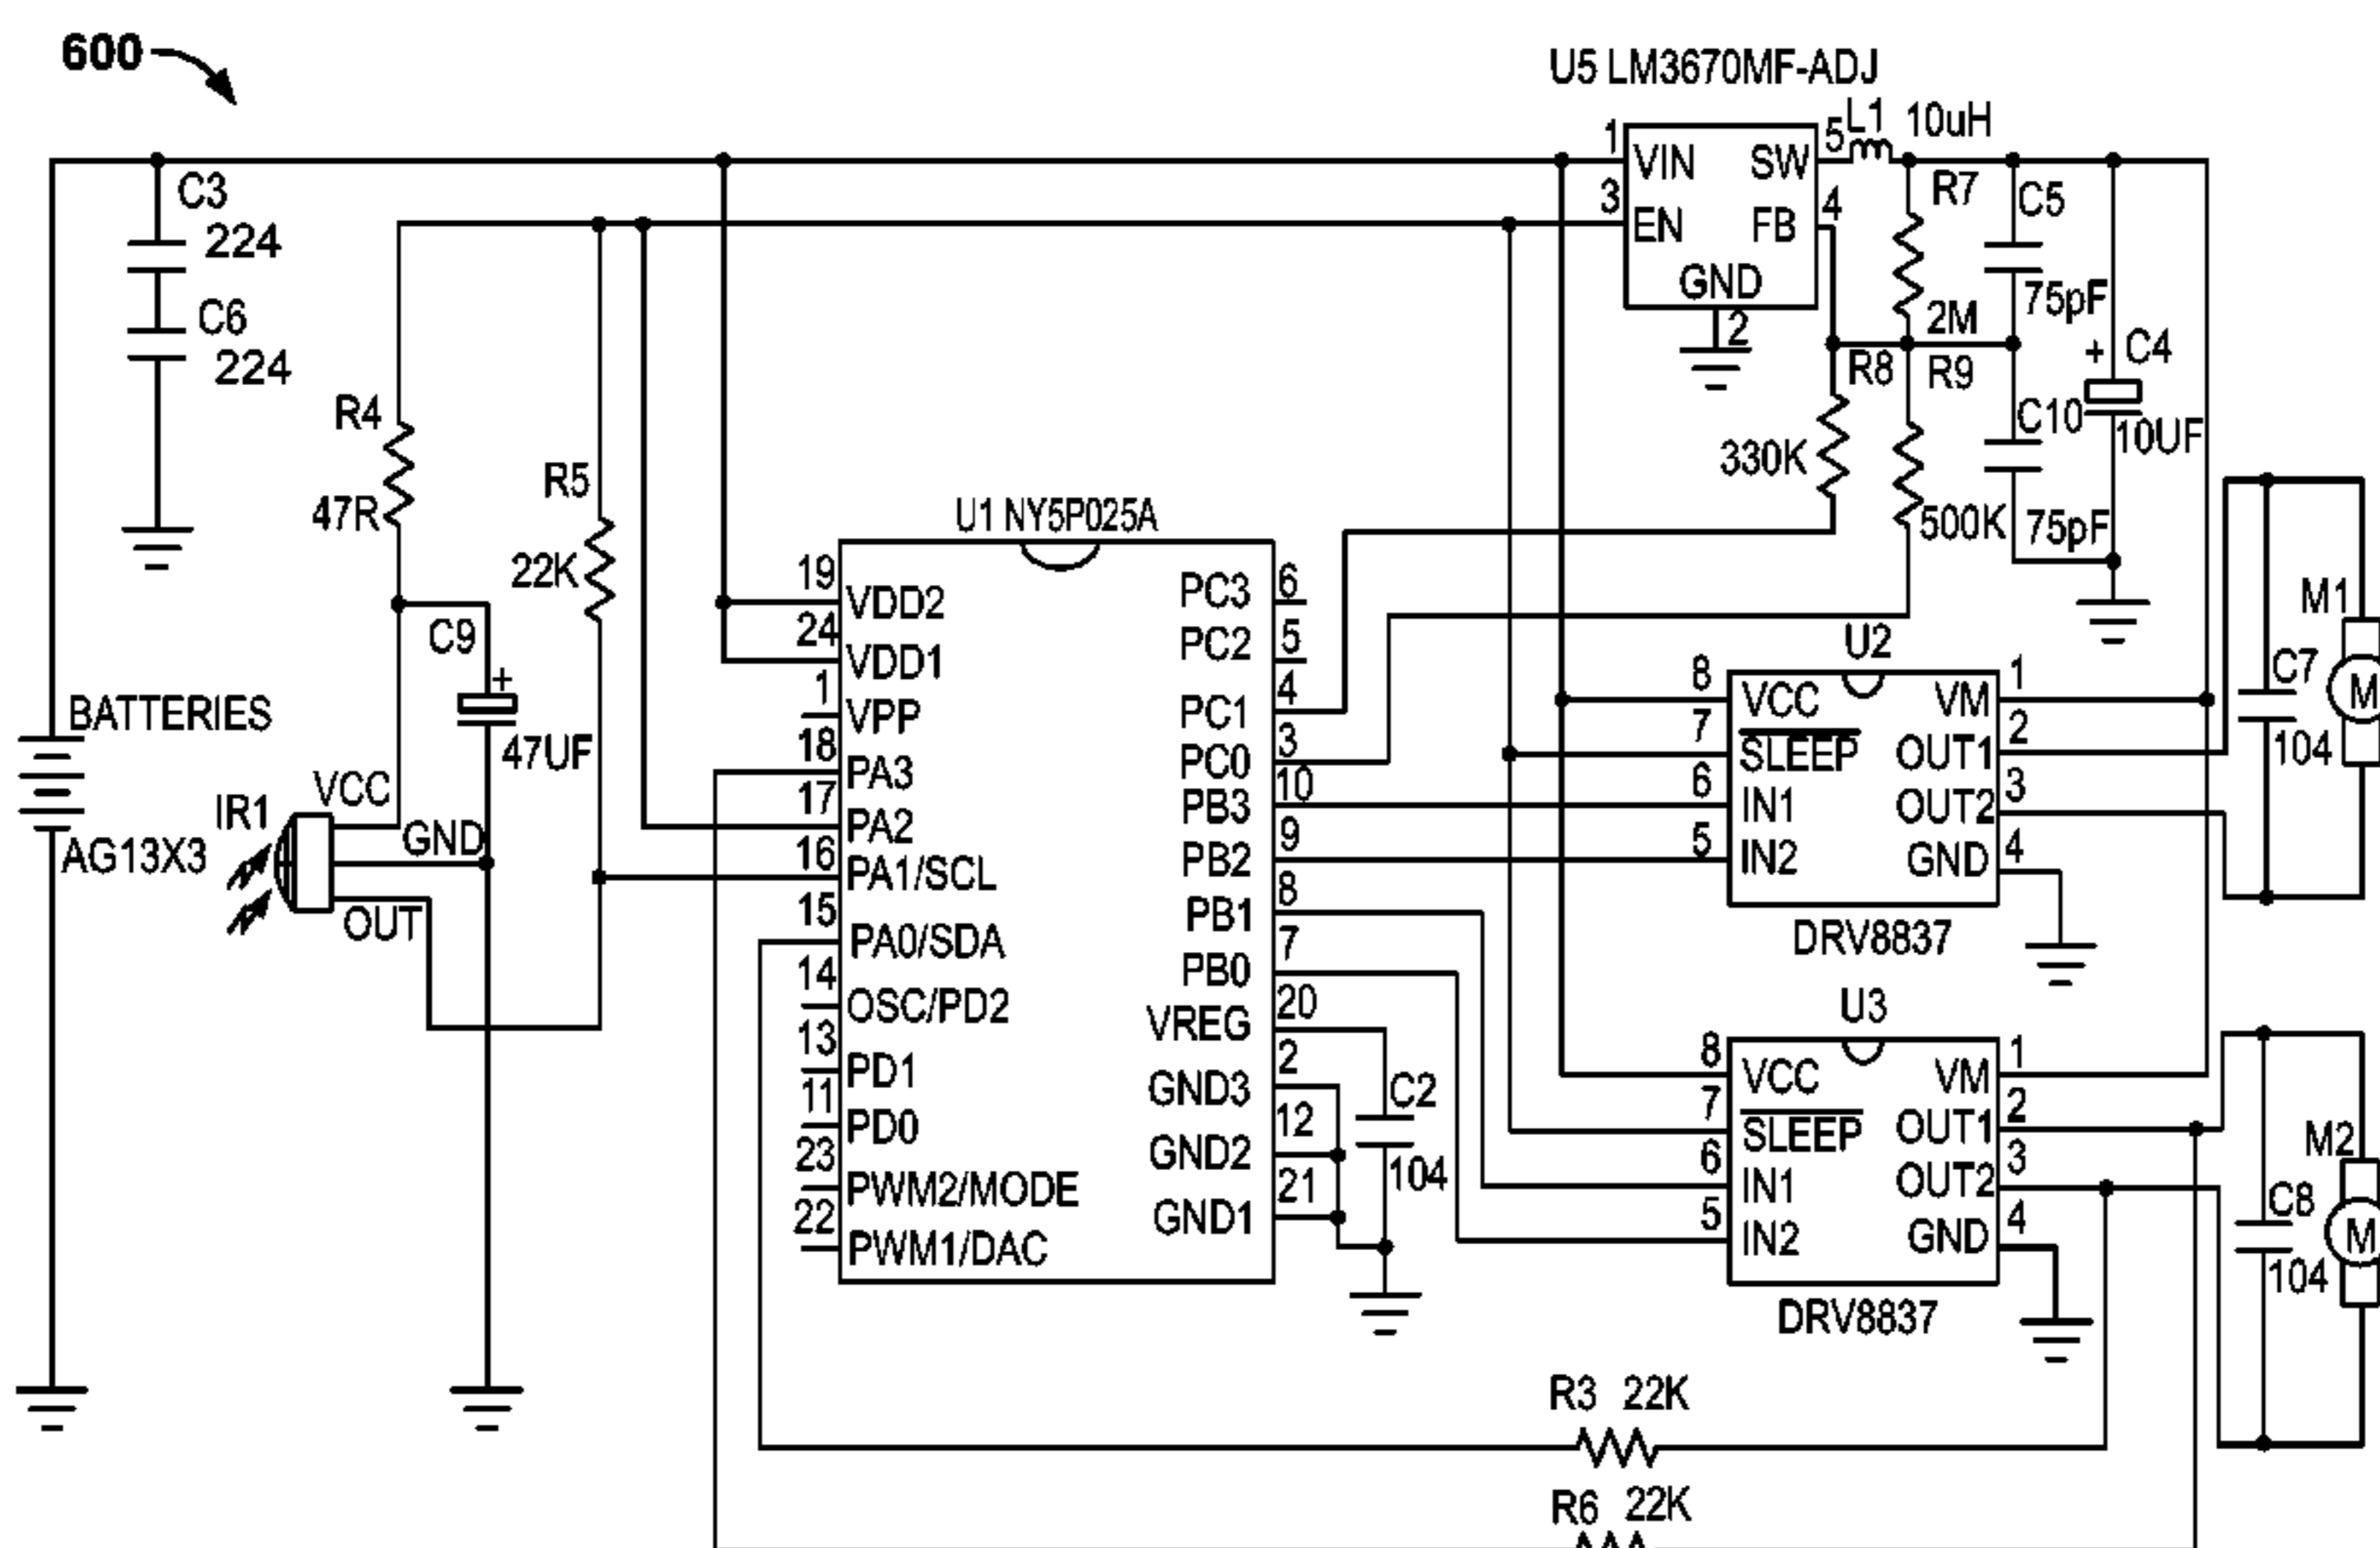 600
U5 LM3670MF-ADJ
L1 10uH
1 VIN SW 5
3 EN FB 4
GND
2
C3
224
C6
224
R7
2M
C5
75pF
R8
330K
R9
500K
C10
75pF
+ C4
10UF
R4
47R
R5
22K
C9
+
47UF
BATTERIES
AG13X3
IR1
VCC
GND
OUT
U1 NY5P025A
19 VDD2
24 VDD1
1 VPP
18 PA3
17 PA2
16 PA1/SCL
15 PA0/SDA
14 OSC/PD2
13 PD1
11 PD0
23 PWM2/MODE
22 PWM1/DAC
PC3 6
PC2 5
PC1 4
PC0 3
PB3 10
PB2 9
PB1 8
PB0 7
VREG 20
GND3 2
GND2 12
GND1 21
C2
104
U2
8 VCC VM 1
7 SLEEP OUT1 2
6 IN1 OUT2 3
5 IN2 GND 4
DRV8837
M1
C7
M
104
U3
8 VCC VM 1
7 SLEEP OUT1 2
6 IN1 OUT2 3
5 IN2 GND 4
DRV8837
M2
C8
M
104
R3 22K
R6 22K